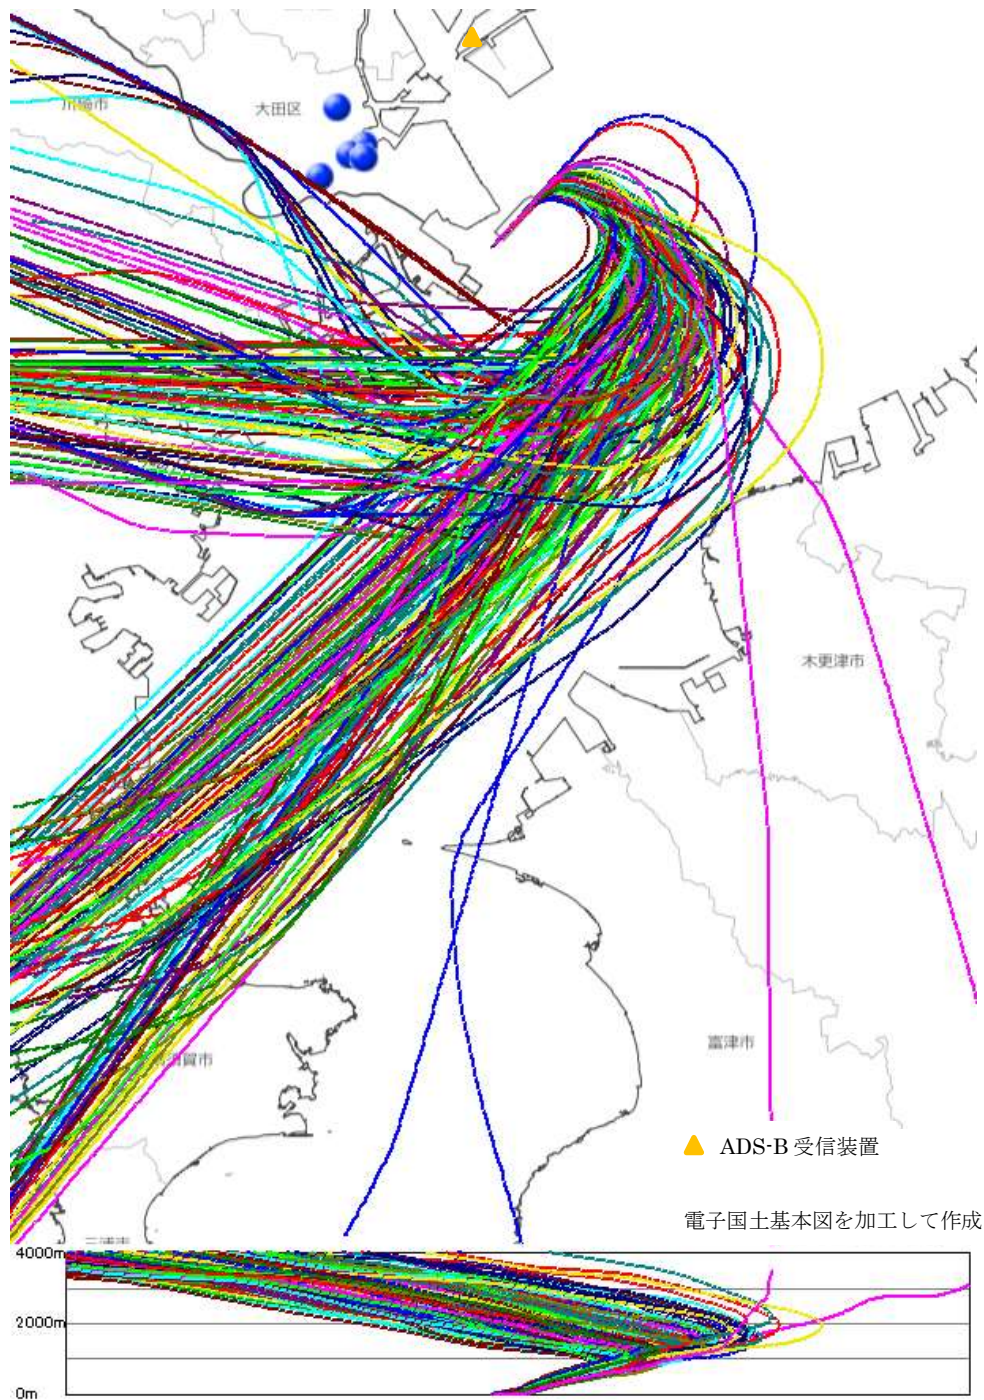 川崎市
大田区
木更津市
富津市
須賀市
ADS-B 受信装置
電子国土基本図を加工して作成
三浦市
4000m
2000m
0m